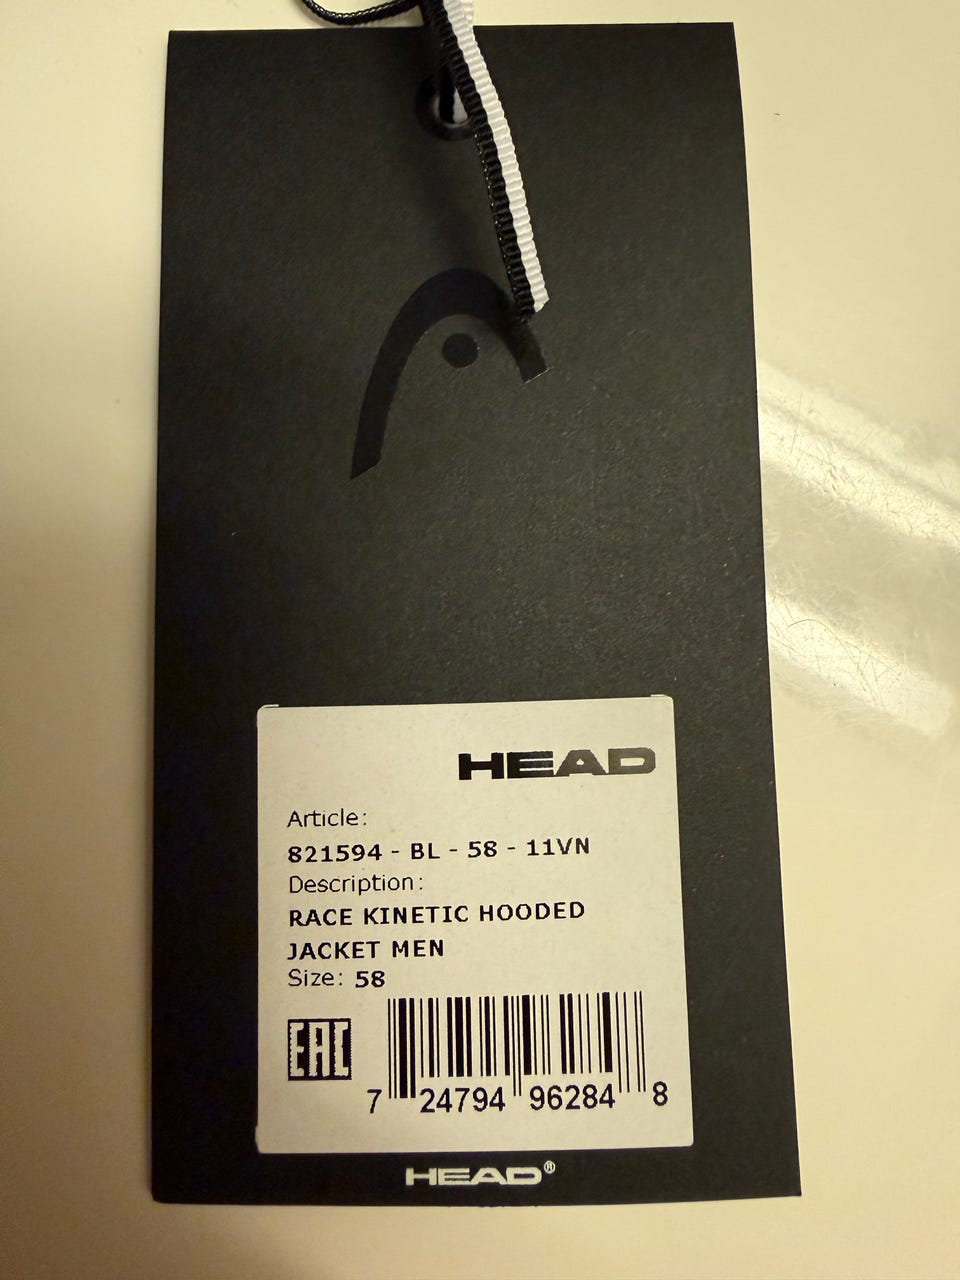 HEAD
Article:
821594 - BL - 58 - 11VN
Description:
RACE KINETIC HOODED
JACKET MEN
Size: 58
EAC
7 24794 96284 8
HEAD®